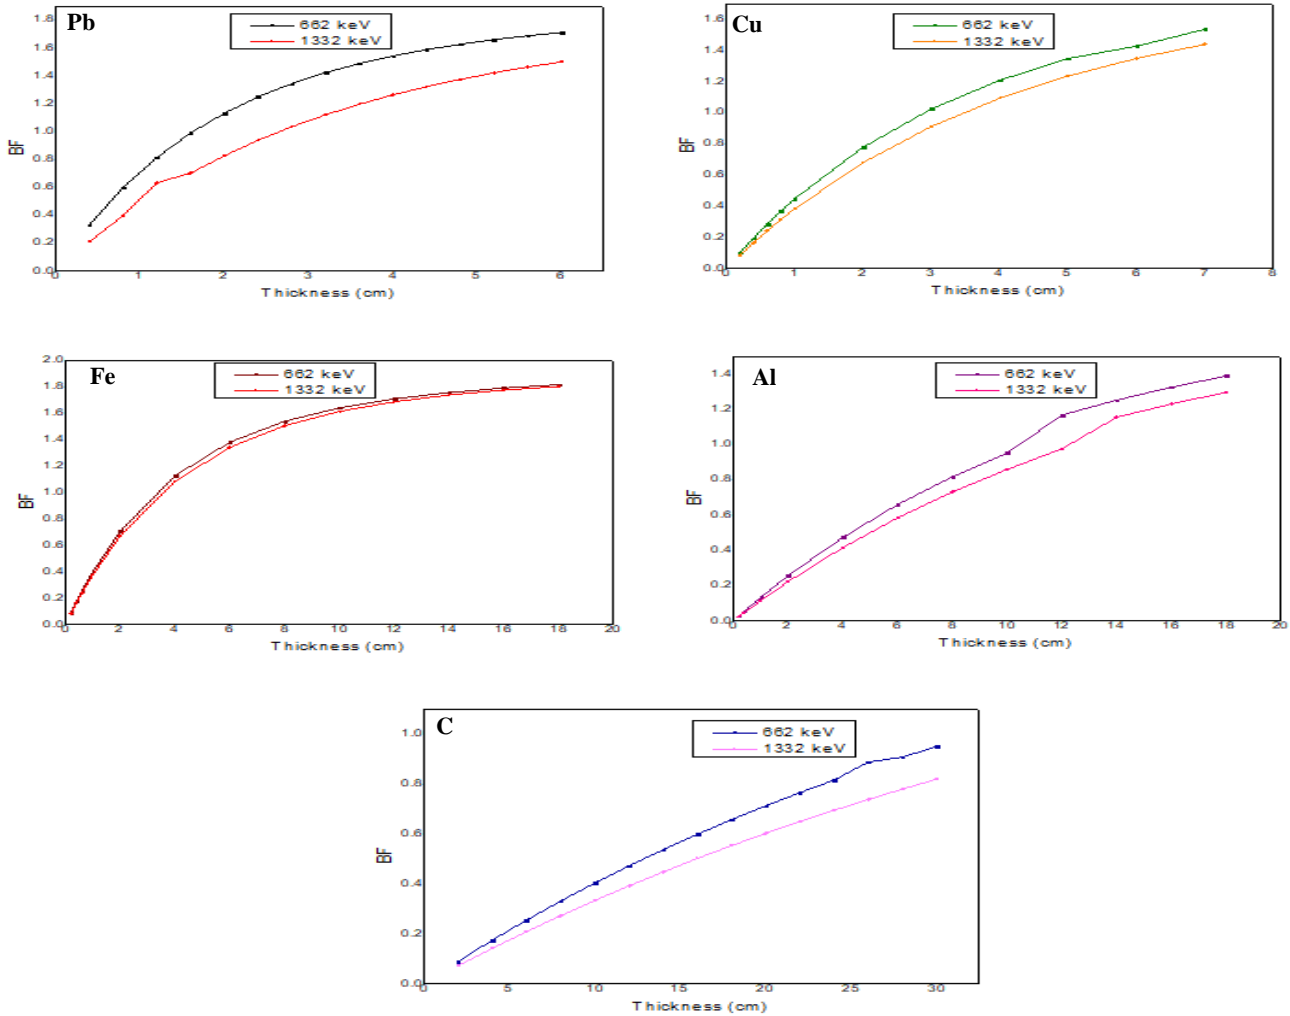 Pb
662 keV
1332 keV
1.8
1.6
1.4
1.2
1.0
0.8
0.6
0.4
0.2
0.0
BF
0 1 2 3 4 5 6
Thickness (cm)
Cu
662 keV
1332 keV
1.6
1.4
1.2
1.0
0.8
0.6
0.4
0.2
0.0
BF
0 1 2 3 4 5 6 7 8
Thickness (cm)
Fe
662 keV
1332 keV
2.0
1.8
1.6
1.4
1.2
1.0
0.8
0.6
0.4
0.2
0.0
BF
0 2 4 6 8 10 12 14 16 18 20
Thickness (cm)
Al
662 keV
1332 keV
1.4
1.2
1.0
0.8
0.6
0.4
0.2
0.0
BF
0 2 4 6 8 10 12 14 16 18 20
Thickness (cm)
C
662 keV
1332 keV
1.0
0.8
0.6
0.4
0.2
0.0
BF
0 5 10 15 20 25 30
Thickness (cm)